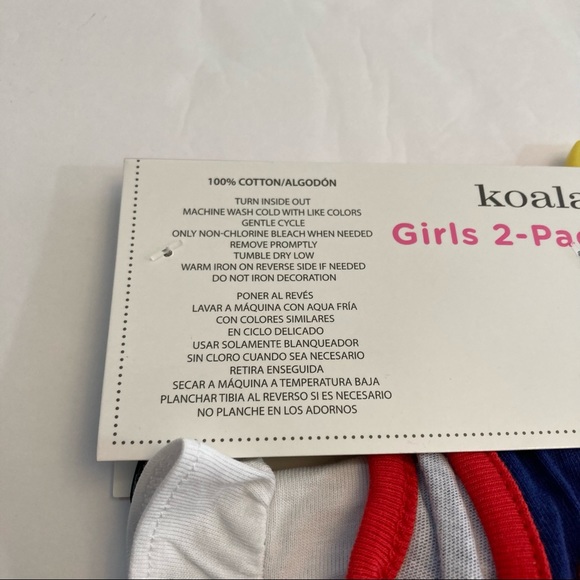 100% COTTON/ALGODÓN
TURN INSIDE OUT
MACHINE WASH COLD WITH LIKE COLORS
GENTLE CYCLE
ONLY NON-CHLORINE BLEACH WHEN NEEDED
REMOVE PROMPTLY
TUMBLE DRY LOW
WARM IRON ON REVERSE SIDE IF NEEDED
DO NOT IRON DECORATION
PONER AL REVÉS
LAVAR A MÁQUINA CON AQUA FRÍA
CON COLORES SIMILARES
EN CICLO DELICADO
USAR SOLAMENTE BLANQUEADOR
SIN CLORO CUANDO SEA NECESARIO
RETIRA ENSEGUIDA
SECAR A MÁQUINA A TEMPERATURA BAJA
PLANCHAR TIBIA AL REVERSO SI ES NECESARIO
NO PLANCHE EN LOS ADORNOS
koala
Girls 2-Pac